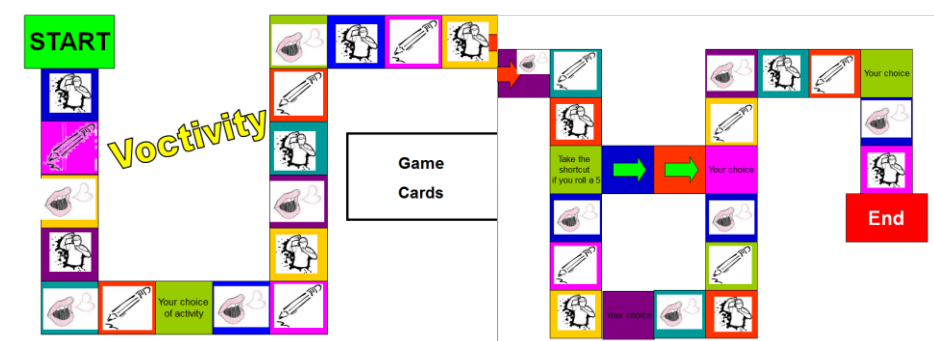 START
Voctivity
Game
Cards
Your choice
of activity
Take the
shortcut
if you roll a 5
Your choice
Your choice
Your choice
End